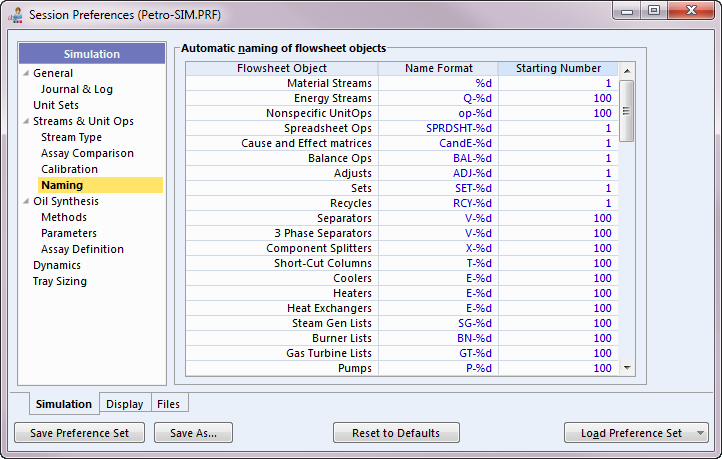 Session Preferences (Petro-SIM.PRF)
Simulation
General
Journal & Log
Unit Sets
Streams & Unit Ops
Stream Type
Assay Comparison
Calibration
Naming
Oil Synthesis
Methods
Parameters
Assay Definition
Dynamics
Tray Sizing
Automatic naming of flowsheet objects
Flowsheet Object Name Format Starting Number
Material Streams %d 1
Energy Streams Q-%d 100
Nonspecific UnitOps op-%d 100
Spreadsheet Ops SPRDSHT-%d 1
Cause and Effect matrices CandE-%d 1
Balance Ops BAL-%d 1
Adjusts ADJ-%d 1
Sets SET-%d 1
Recycles RCY-%d 1
Separators V-%d 100
3 Phase Separators V-%d 100
Component Splitters X-%d 100
Short-Cut Columns T-%d 100
Coolers E-%d 100
Heaters E-%d 100
Heat Exchangers E-%d 100
Steam Gen Lists SG-%d 100
Burner Lists BN-%d 100
Gas Turbine Lists GT-%d 100
Pumps P-%d 100
Simulation Display Files
Save Preference Set Save As... Reset to Defaults Load Preference Set